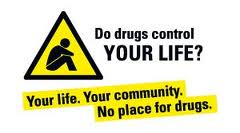 Do drugs control
YOUR LIFE?
Your life. Your community.
No place for drugs.